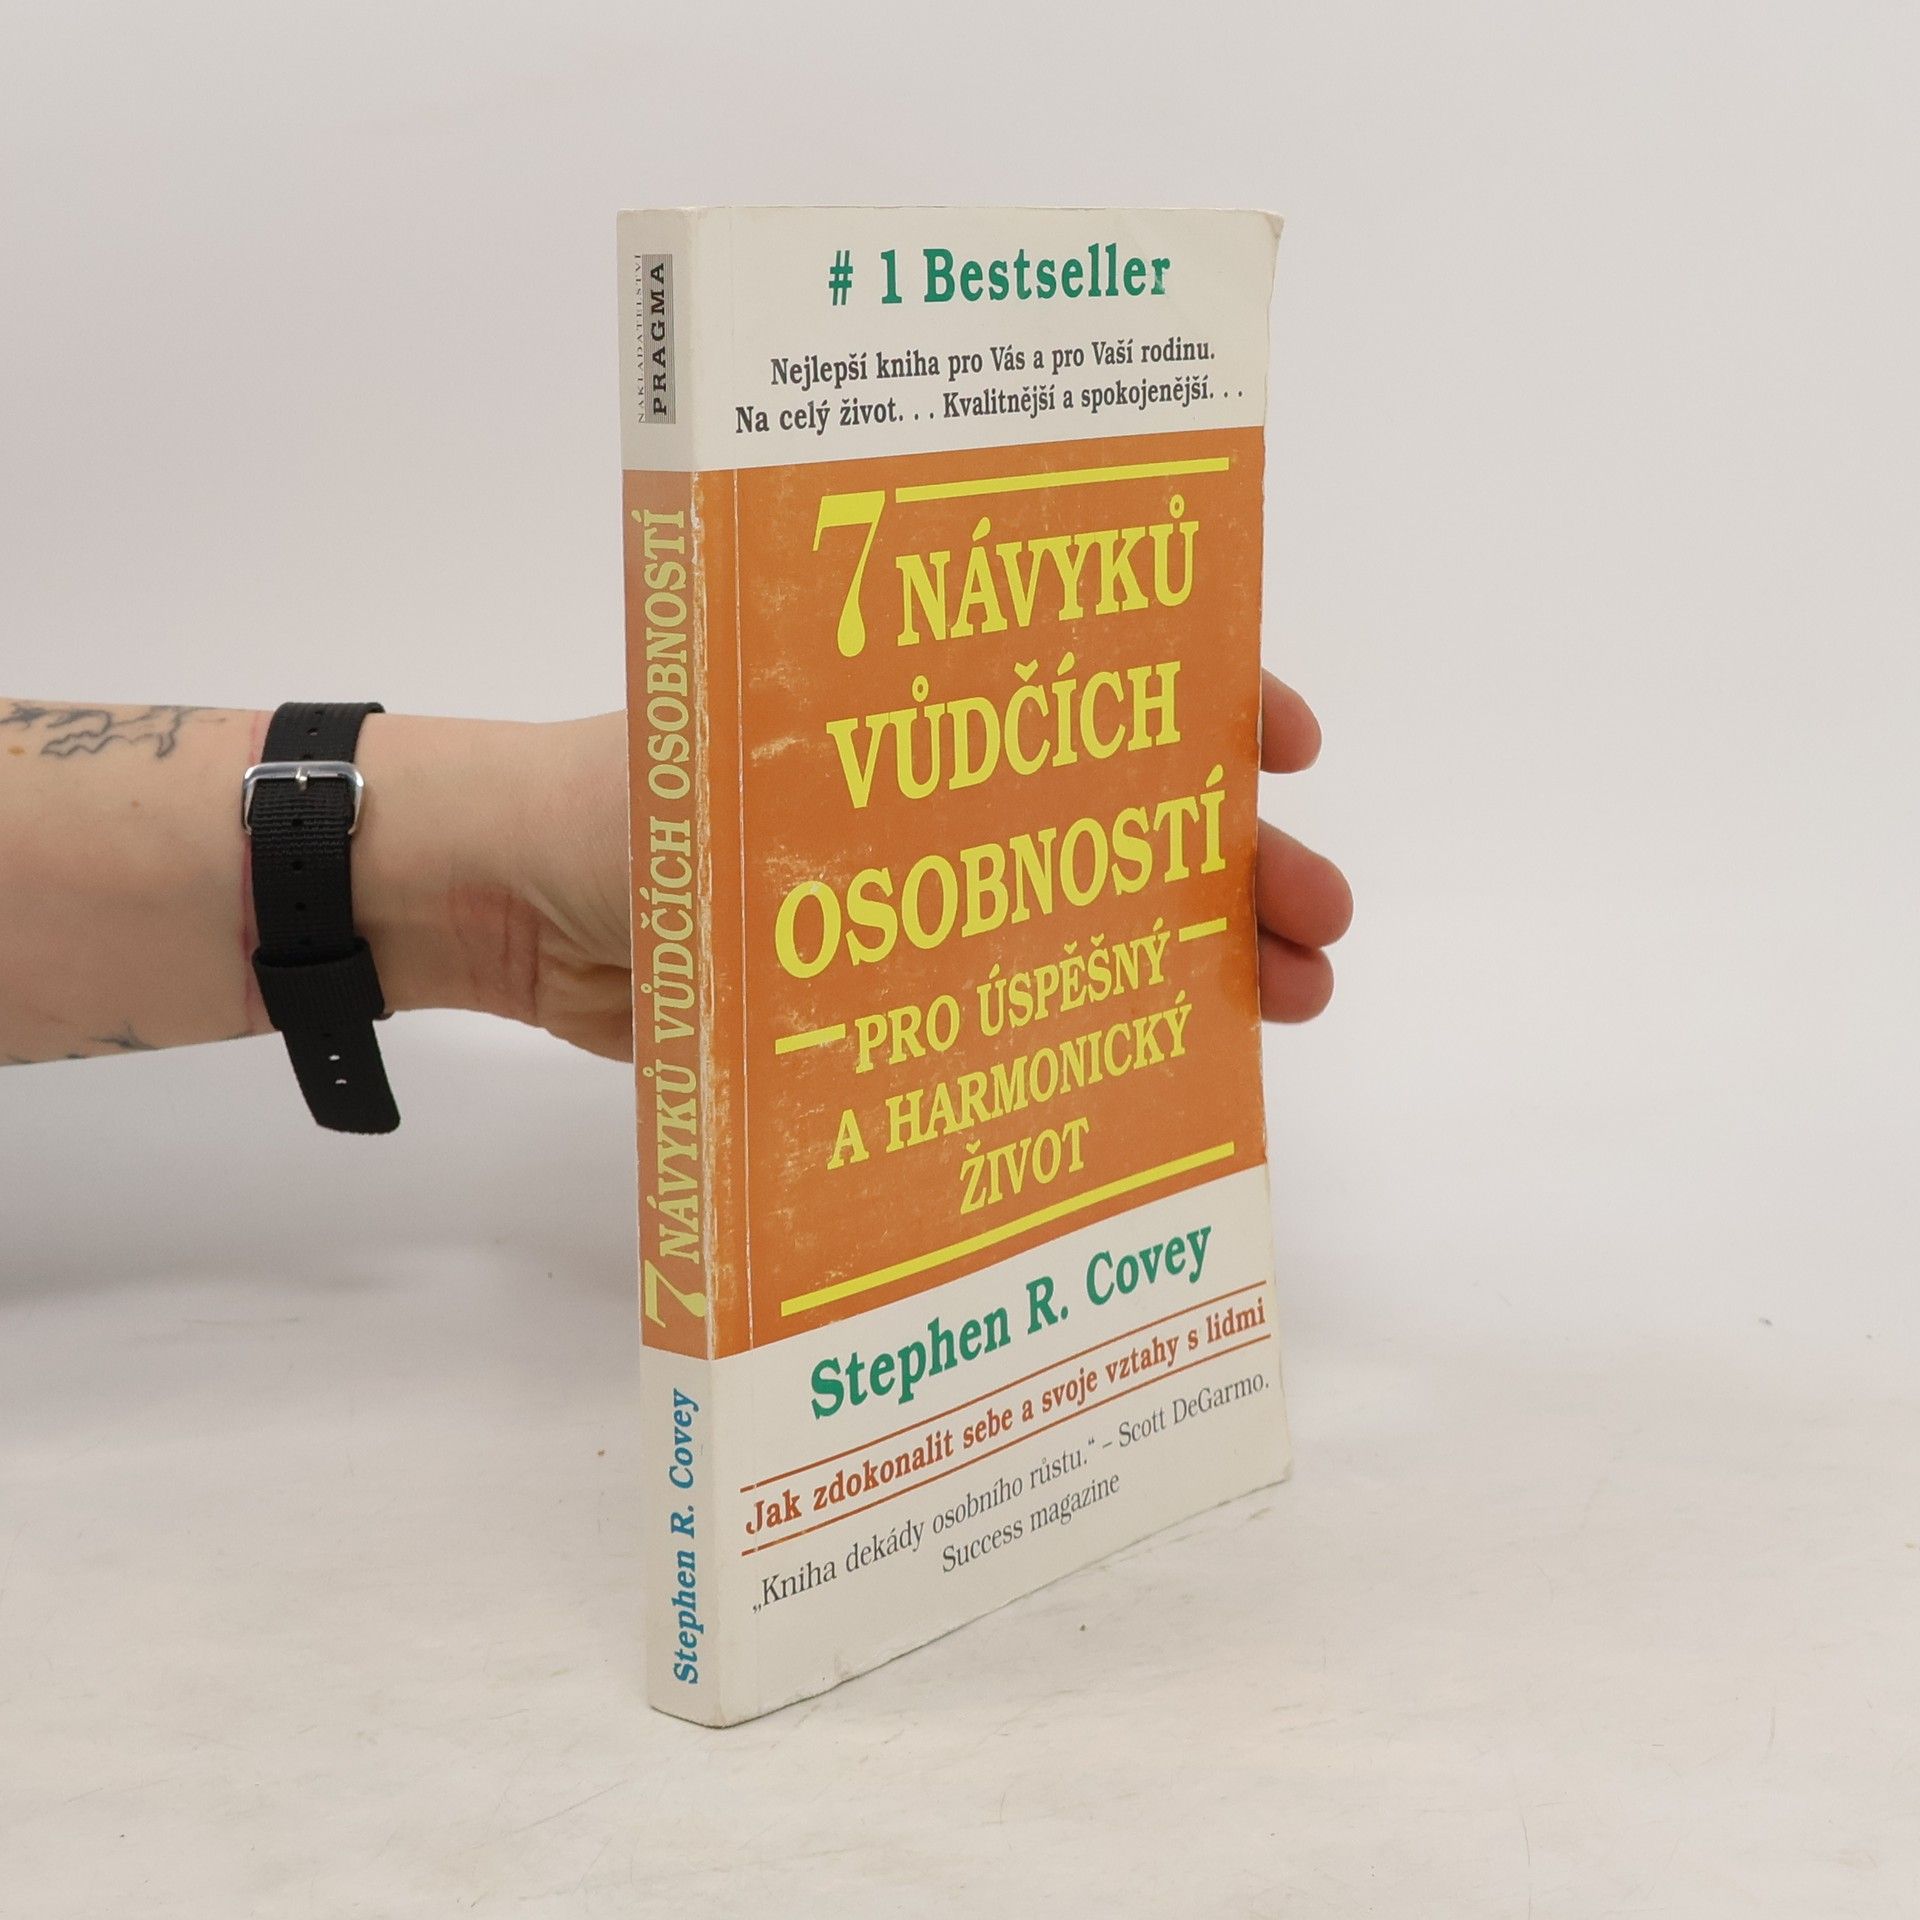 NAKLADATELSTVÍ
PRAGMA
7 NÁVYKŮ VŮDČÍCH OSOBNOSTÍ
Stephen R. Covey
# 1 Bestseller
Nejlepší kniha pro Vás a pro Vaší rodinu.
Na celý život. . . Kvalitnější a spokojenější. . .
7 NÁVYKŮ
VŮDČÍCH
OSOBNOSTÍ
PRO ÚSPĚŠNÝ
A HARMONICKÝ
ŽIVOT
Stephen R. Covey
Jak zdokonalit sebe a svoje vztahy s lidmi
„Kniha dekády osobního růstu.“ – Scott DeGarmo.
Success magazine